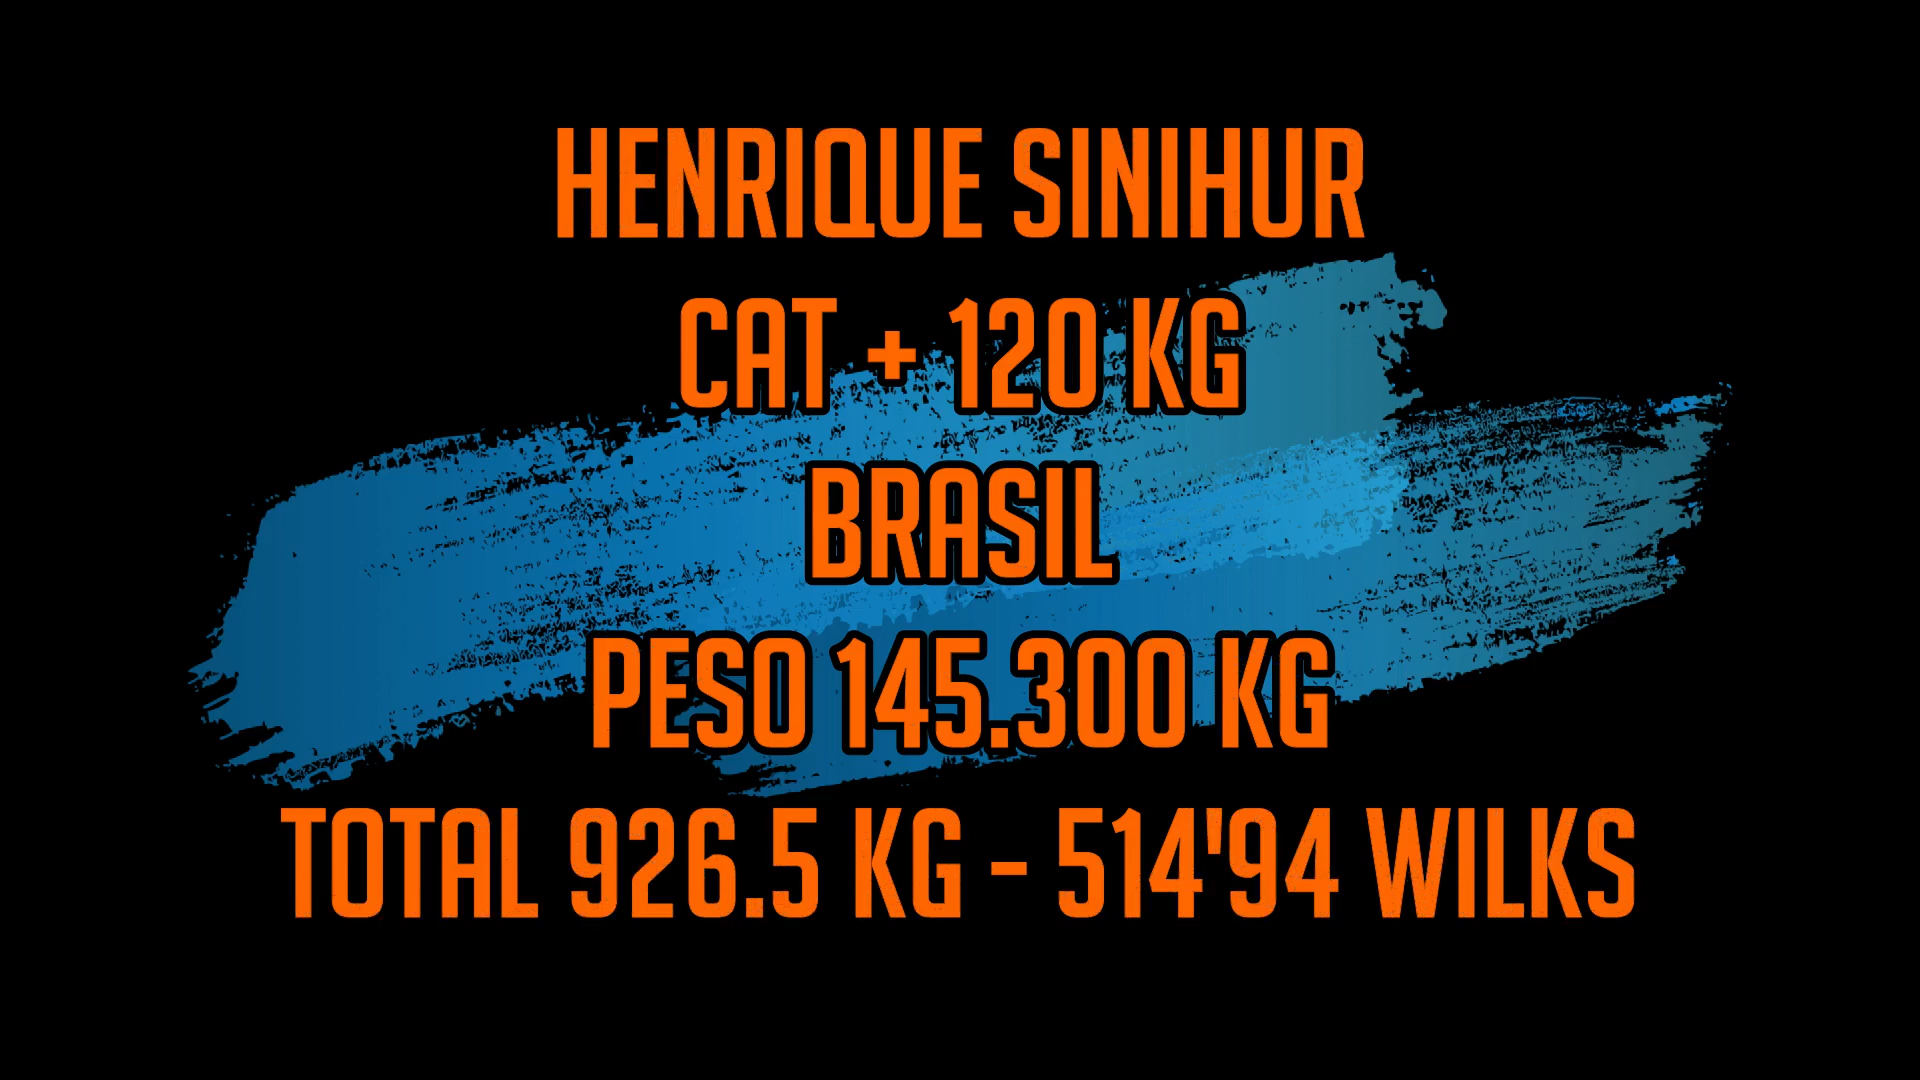 HENRIQUE SINIHUR
CAT + 120 KG
BRASIL
PESO 145.300 KG
TOTAL 926.5 KG - 514'94 WILKS